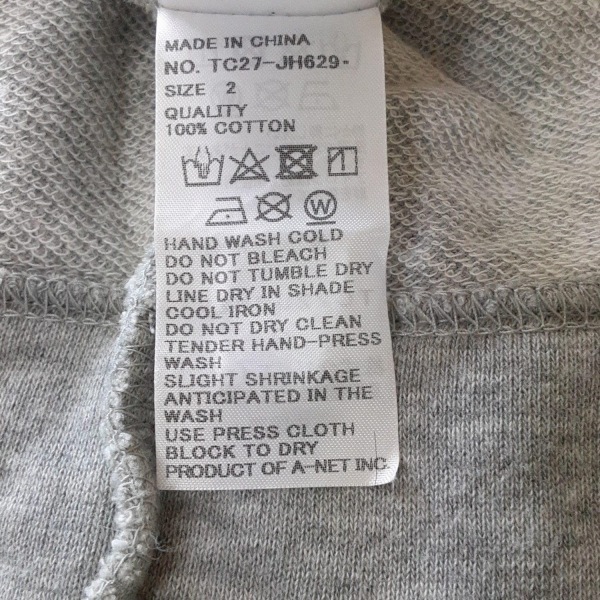 MADE IN CHINA
NO. TC27-JH629-
SIZE 2
QUALITY
100% COTTON
W
HAND WASH COLD
DO NOT BLEACH
DO NOT TUMBLE DRY
LINE DRY IN SHADE
COOL IRON
DO NOT DRY CLEAN
TENDER HAND-PRESS
WASH
SLIGHT SHRINKAGE
ANTICIPATED IN THE
WASH
USE PRESS CLOTH
BLOCK TO DRY
PRODUCT OF A-NET INC